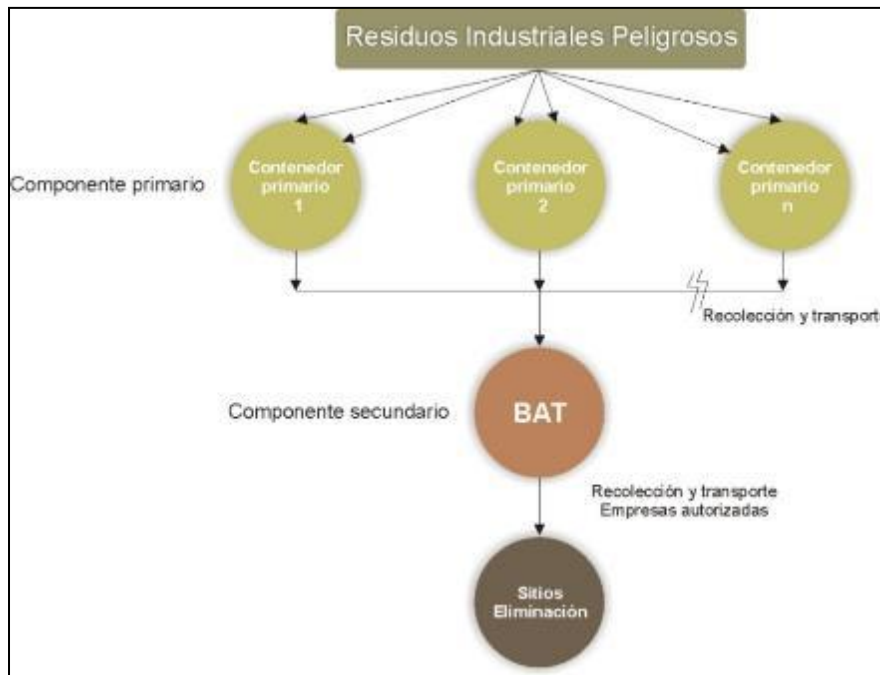 Residuos Industriales Peligrosos
Componente primario
Contenedor
primario
1
Contenedor
primario
2
Contenedor
primario
n
Recolección y transporte
Componente secundario
BAT
Recolección y transporte
Empresas autorizadas
Sitios
Eliminación